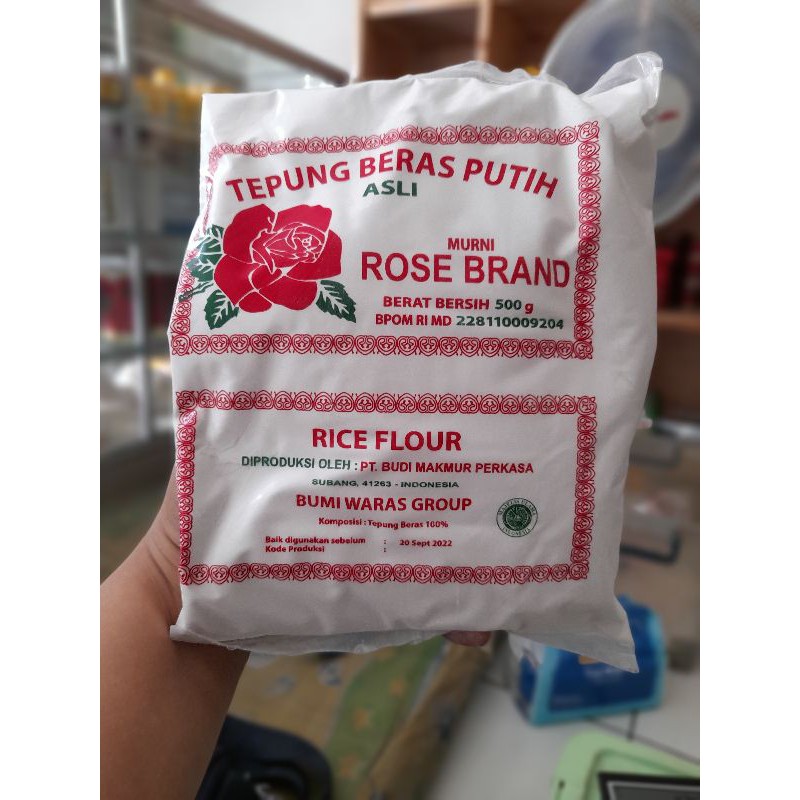 TEPUNG BERAS PUTIH
ASLI
MURNI
ROSE BRAND
BERAT BERSIH 500 g
BPOM RI MD 228110009204
RICE FLOUR
DIPRODUKSI OLEH : PT. BUDI MAKMUR PERKASA
SUBANG, 41263 - INDONESIA
BUMI WARAS GROUP
Komposisi : Tepung Beras 100%
Baik digunakan sebelum : 20 Sept 2022
Kode Produksi :